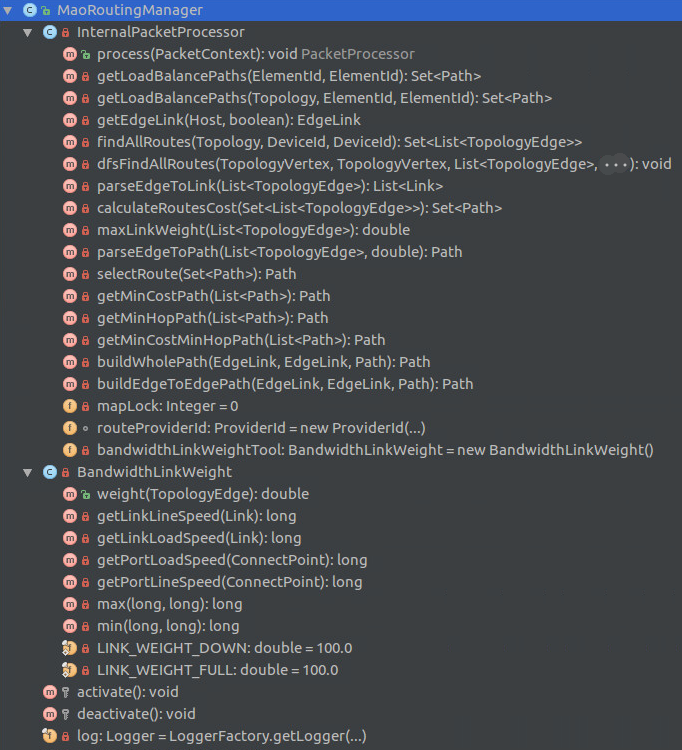 MaoRoutingManager
InternalPacketProcessor
process(PacketContext): void PacketProcessor
getLoadBalancePaths(ElementId, ElementId): Set<Path>
getLoadBalancePaths(Topology, ElementId, ElementId): Set<Path>
getEdgeLink(Host, boolean): EdgeLink
findAllRoutes(Topology, DeviceId, DeviceId): Set<List<TopologyEdge>>
dfsFindAllRoutes(TopologyVertex, TopologyVertex, List<TopologyEdge>, ...): void
parseEdgeToLink(List<TopologyEdge>): List<Link>
calculateRoutesCost(Set<List<TopologyEdge>>): Set<Path>
maxLinkWeight(List<TopologyEdge>): double
parseEdgeToPath(List<TopologyEdge>, double): Path
selectRoute(Set<Path>): Path
getMinCostPath(List<Path>): Path
getMinHopPath(List<Path>): Path
getMinCostMinHopPath(List<Path>): Path
buildWholePath(EdgeLink, EdgeLink, Path): Path
buildEdgeToEdgePath(EdgeLink, EdgeLink, Path): Path
mapLock: Integer = 0
routeProviderId: ProviderId = new ProviderId(...)
bandwidthLinkWeightTool: BandwidthLinkWeight = new BandwidthLinkWeight()
BandwidthLinkWeight
weight(TopologyEdge): double
getLinkLineSpeed(Link): long
getLinkLoadSpeed(Link): long
getPortLoadSpeed(ConnectPoint): long
getPortLineSpeed(ConnectPoint): long
max(long, long): long
min(long, long): long
LINK_WEIGHT_DOWN: double = 100.0
LINK_WEIGHT_FULL: double = 100.0
activate(): void
deactivate(): void
log: Logger = LoggerFactory.getLogger(...)